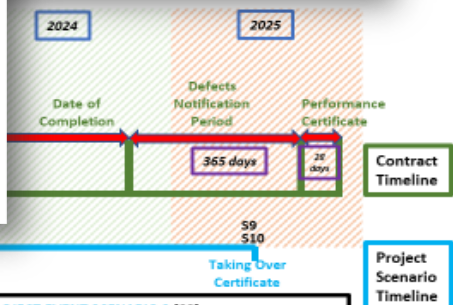 2024
2025
Date of
Completion
Defects
Notification
Period
Performance
Certificate
365 days
28
days
Contract
Timeline
S9
S10
Taking Over
Certificate
Project
Scenario
Timeline